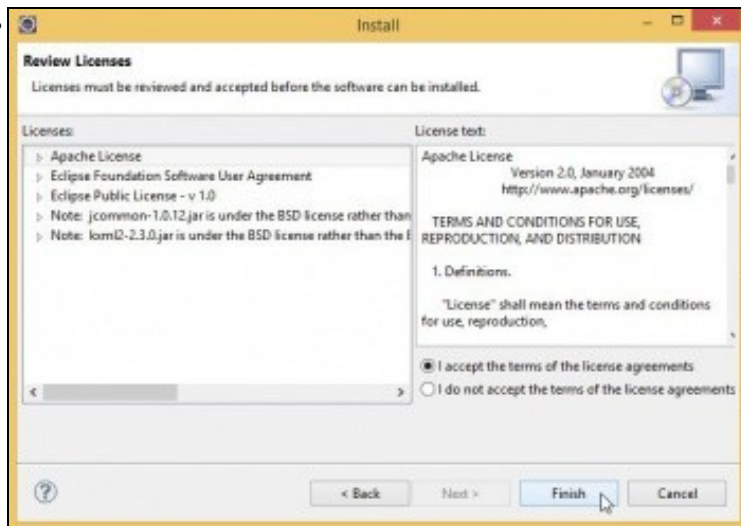 Install
Review Licenses
Licenses must be reviewed and accepted before the software can be installed.
Licenses:
Apache License
Eclipse Foundation Software User Agreement
Eclipse Public License - v 1.0
Note: jcommon-1.0.12.jar is under the BSD license rather than
Note: kxml2-2.3.0.jar is under the BSD license rather than the E
License text:
Apache License
Version 2.0, January 2004
http://www.apache.org/licenses/
TERMS AND CONDITIONS FOR USE,
REPRODUCTION, AND DISTRIBUTION
1. Definitions.
"License" shall mean the terms and conditions
for use, reproduction,
I accept the terms of the license agreements
I do not accept the terms of the license agreements
< Back
Next >
Finish
Cancel